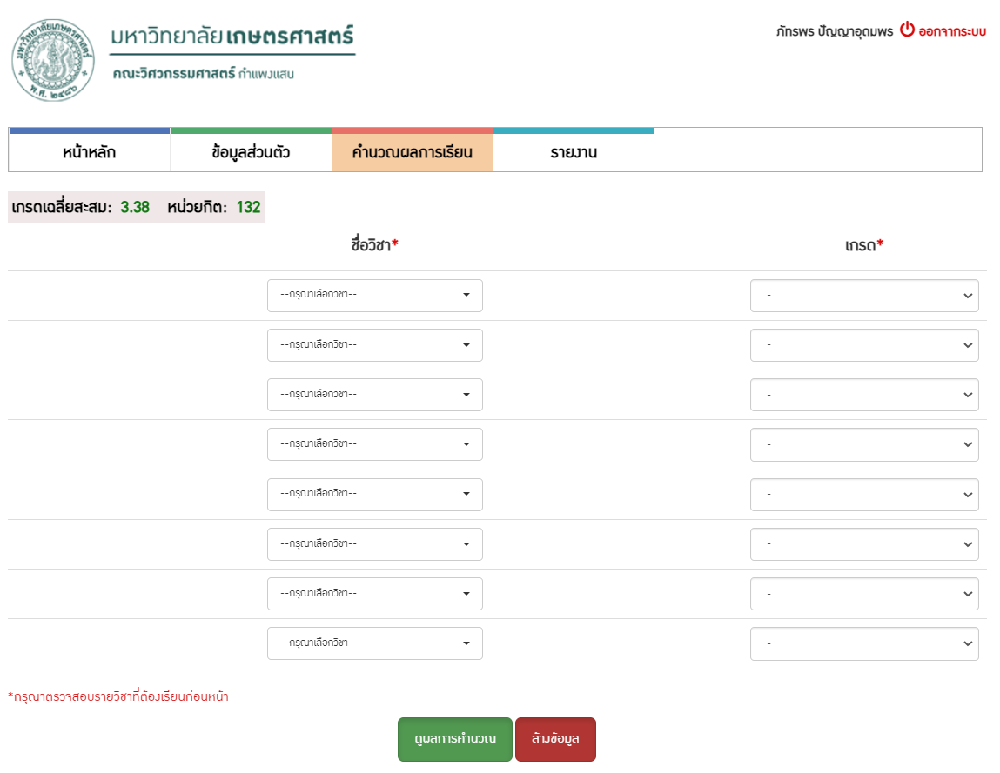 มหาวิทยาลัยเกษตรศาสตร์
พ.ศ. ๒๔๘๖
มหาวิทยาลัยเกษตรศาสตร์
คณะวิศวกรรมศาสตร์ กำแพงแสน
ภัทรพร ปัญญาอุดมพร ออกจากระบบ
หน้าหลัก ข้อมูลส่วนตัว คำนวณผลการเรียน รายงาน
เกรดเฉลี่ยสะสม: 3.38 หน่วยกิต: 132
ชื่อวิชา* เกรด*
--กรุณาเลือกวิชา-- -
--กรุณาเลือกวิชา-- -
--กรุณาเลือกวิชา-- -
--กรุณาเลือกวิชา-- -
--กรุณาเลือกวิชา-- -
--กรุณาเลือกวิชา-- -
--กรุณาเลือกวิชา-- -
--กรุณาเลือกวิชา-- -
*กรุณาตรวจสอบรายวิชาที่ต้องเรียนก่อนหน้า
ดูผลการคำนวณ ล้างข้อมูล